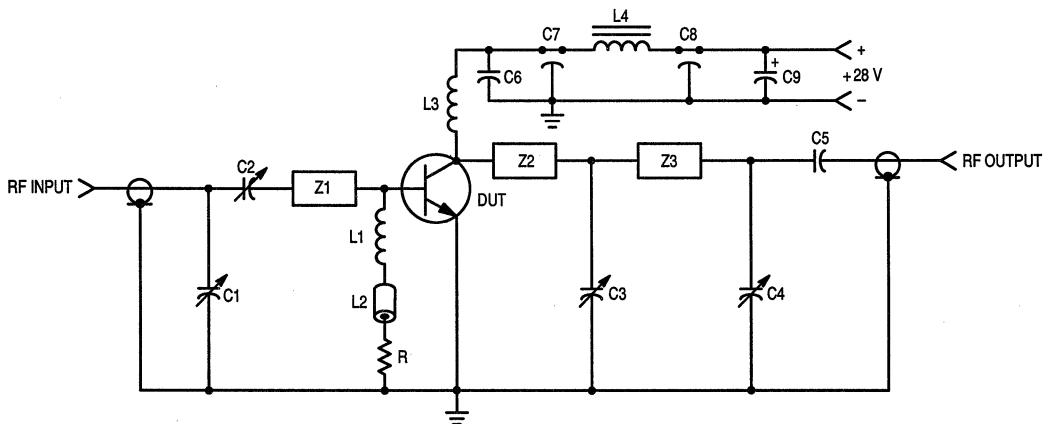 L4
C7
C8
+
C6
+
C9
+28 V
L3
–
C5
Z2
Z3
RF OUTPUT
C2
RF INPUT
Z1
DUT
L1
C1
L2
C3
C4
R